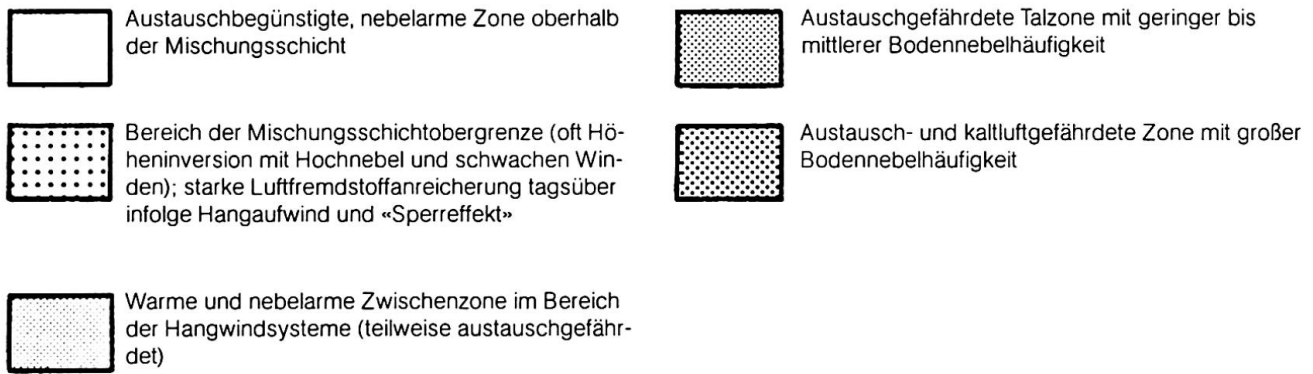 Austauschbegünstigte, nebelarme Zone oberhalb
der Mischungsschicht
Bereich der Mischungsschichtobergrenze (oft Hö-
heninversion mit Hochnebel und schwachen Win-
den); starke Luftfremdstoffanreicherung tagsüber
infolge Hangaufwind und «Sperreffekt»
Warme und nebelarme Zwischenzone im Bereich
der Hangwindsysteme (teilweise austauschgefähr-
det)
Austauschgefährdete Talzone mit geringer bis
mittlerer Bodennebelhäufigkeit
Austausch- und kaltluftgefährdete Zone mit großer
Bodennebelhäufigkeit